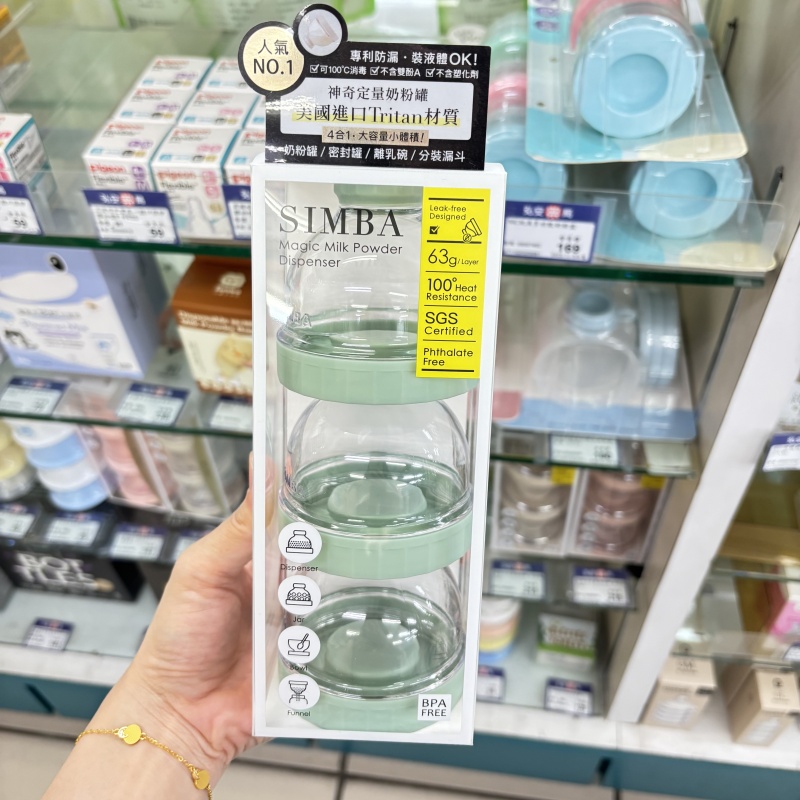 人氣
NO.1
專利防漏・裝液體OK!
☑可100°C消毒 ☑不含雙酚A ☑不含塑化劑
神奇定量奶粉罐
美國進口Tritan材質
4合1・大容量小體積!
奶粉罐/密封罐/離乳碗/分裝漏斗
SIMBA
Magic Milk Powder
Dispenser
Leak-free
Designed
63g/Layer
100°Heat
Resistance
SGS
Certified
Phthalate
Free
Dispenser
Jar
Bowl
Funnel
BPA
FREE
Pigeon
Pigeon
169